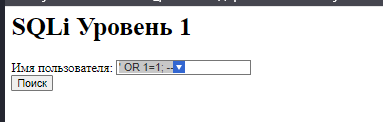 SQLi Уровень 1
Имя пользователя: ' OR 1=1; --
Поиск